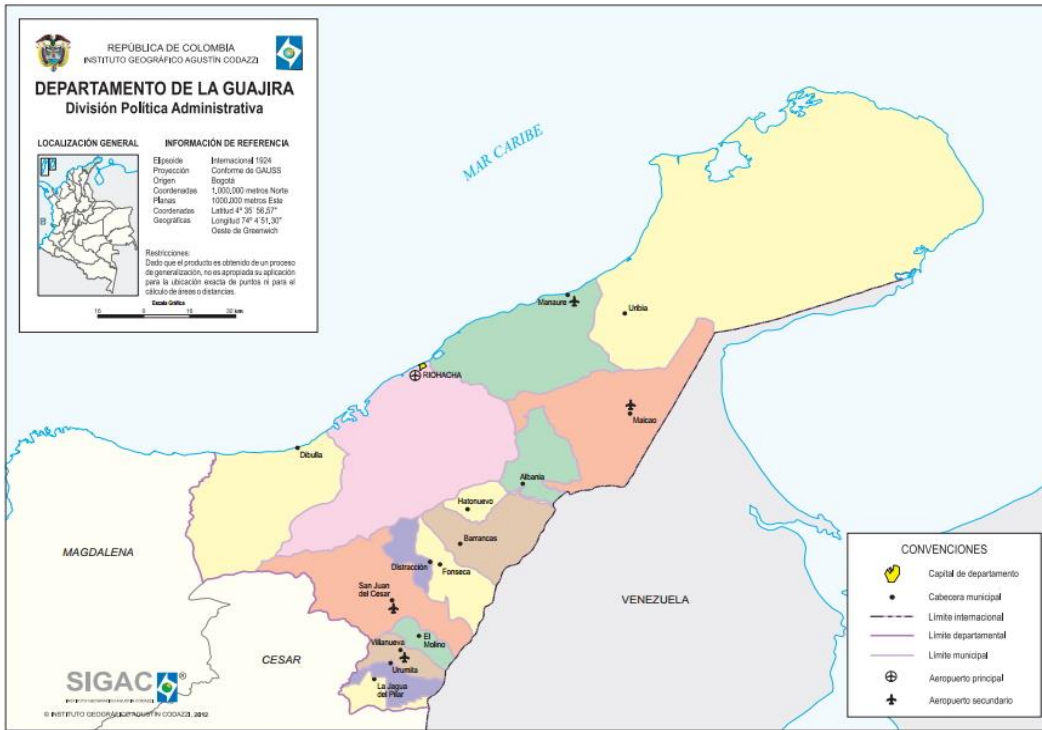 REPÚBLICA DE COLOMBIA
INSTITUTO GEOGRÁFICO AGUSTÍN CODAZZI
DEPARTAMENTO DE LA GUAJIRA
División Política Administrativa
LOCALIZACIÓN GENERAL
INFORMACIÓN DE REFERENCIA
Elipsoide Internacional 1924
Proyección Conforme de GAUSS
Origen Bogotá
Coordenadas 1,000,000 metros Norte
Planas 1000.000 metros Este
Coordenadas Latitud 4° 35´ 56,57"
Geográficas Longitud 74° 4´51,30"
Oeste de Greenwich
Restricciones:
Dado que el producto es obtenido de un proceso
de generalización, no es apropiada su aplicación
para la ubicación exacta de puntos ni para el
cálculo de áreas o distancias.
Escala Gráfica
15 0 15 30 km
MAR CARIBE
Manaure
Uribia
RIOHACHA
Maicao
Dibulla
Albania
Hatonuevo
Barrancas
MAGDALENA
Distracción
Fonseca
San Juan
del Cesar
VENEZUELA
El
Molino
Villanueva
CESAR
Urumita
La Jagua
del Pilar
CONVENCIONES
Capital de departamento
Cabecera municipal
Límite internacional
Límite departamental
Límite municipal
Aeropuerto principal
Aeropuerto secundario
SIGAC®
INSTITUTO GEOGRÁFICO AGUSTÍN CODAZZI
© INSTITUTO GEOGRÁFICO AGUSTÍN CODAZZI, 2012